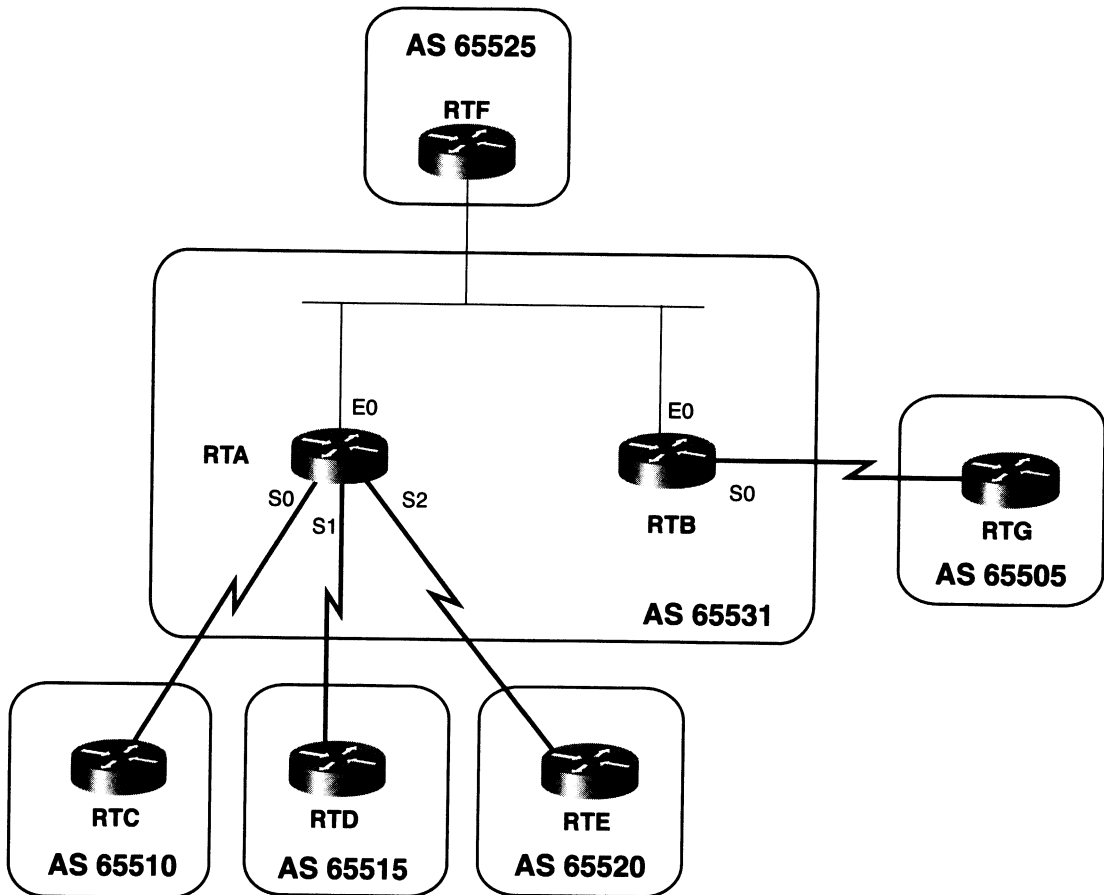 AS 65525
RTF
E0
E0
RTA
S0
S1
S2
S0
RTB
RTG
AS 65505
AS 65531
RTC
RTD
RTE
AS 65510
AS 65515
AS 65520